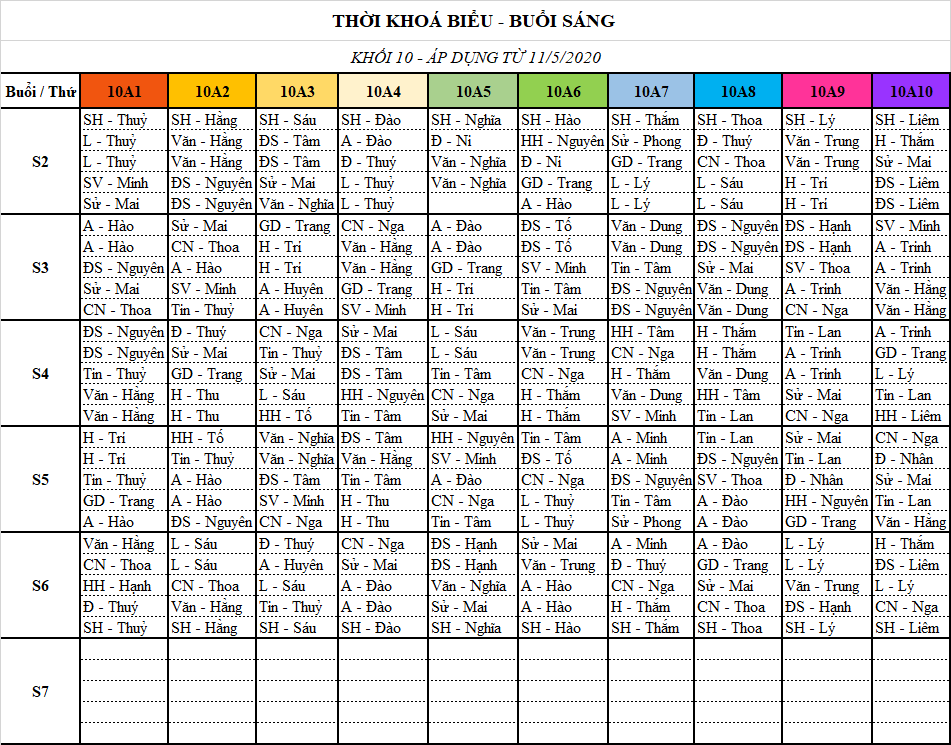 THỜI KHOÁ BIỂU - BUỔI SÁNG
KHỐI 10 - ÁP DỤNG TỪ 11/5/2020
Buổi / Thứ 10A1 10A2 10A3 10A4 10A5 10A6 10A7 10A8 10A9 10A10
SH - Thuỷ SH - Hằng SH - Sáu SH - Đào SH - Nghĩa SH - Hào SH - Thắm SH - Thoa SH - Lý SH - Liêm
L - Thuỷ Văn - Hằng ĐS - Tâm A - Đào Đ - Ni HH - Nguyên Sử - Phong Đ - Thuý Văn - Trung H - Thắm
S2 L - Thuỷ Văn - Hằng ĐS - Tâm Đ - Thuý Văn - Nghĩa Đ - Ni GD - Trang CN - Thoa Văn - Trung Sử - Mai
SV - Minh ĐS - Nguyên Sử - Mai L - Thuỷ Văn - Nghĩa GD - Trang L - Lý L - Sáu H - Trí ĐS - Liêm
Sử - Mai ĐS - Nguyên Văn - Nghĩa L - Thuỷ A - Hào L - Lý L - Sáu H - Trí ĐS - Liêm
A - Hào Sử - Mai GD - Trang CN - Nga A - Đào ĐS - Tố Văn - Dung ĐS - Nguyên ĐS - Hạnh SV - Minh
A - Hào CN - Thoa H - Trí Văn - Hằng A - Đào ĐS - Tố Văn - Dung ĐS - Nguyên ĐS - Hạnh A - Trinh
S3 ĐS - Nguyên A - Hào H - Trí Văn - Hằng GD - Trang SV - Minh Tin - Tâm Sử - Mai SV - Thoa A - Trinh
Sử - Mai SV - Minh A - Huyên GD - Trang H - Trí Tin - Tâm ĐS - Nguyên Văn - Dung A - Trinh Văn - Hằng
CN - Thoa Tin - Thuỷ A - Huyên SV - Minh H - Trí Sử - Mai ĐS - Nguyên Văn - Dung CN - Nga Văn - Hằng
ĐS - Nguyên Đ - Thuý CN - Nga Sử - Mai L - Sáu Văn - Trung HH - Tâm H - Thắm Tin - Lan A - Trinh
ĐS - Nguyên Sử - Mai Tin - Thuỷ ĐS - Tâm L - Sáu Văn - Trung CN - Nga H - Thắm A - Trinh GD - Trang
S4 Tin - Thuỷ GD - Trang Sử - Mai ĐS - Tâm Tin - Tâm CN - Nga H - Thắm Văn - Dung A - Trinh L - Lý
Văn - Hằng H - Thu L - Sáu HH - Nguyên CN - Nga H - Thắm Văn - Dung HH - Tâm Sử - Mai Tin - Lan
Văn - Hằng H - Thu HH - Tố Tin - Tâm Sử - Mai H - Thắm SV - Minh Tin - Lan CN - Nga HH - Liêm
H - Trí HH - Tố Văn - Nghĩa ĐS - Tâm HH - Nguyên Tin - Tâm A - Minh Tin - Lan Sử - Mai CN - Nga
H - Trí Tin - Thuỷ Văn - Nghĩa Văn - Hằng SV - Minh ĐS - Tố A - Minh ĐS - Nguyên Tin - Lan Đ - Nhân
S5 Tin - Thuỷ A - Hào ĐS - Tâm Tin - Tâm A - Đào CN - Nga ĐS - Nguyên SV - Thoa Đ - Nhân Sử - Mai
GD - Trang A - Hào SV - Minh H - Thu CN - Nga L - Thuỷ Tin - Tâm A - Đào HH - Nguyên Tin - Lan
A - Hào ĐS - Nguyên CN - Nga H - Thu Tin - Tâm L - Thuỷ Sử - Phong A - Đào GD - Trang Văn - Hằng
Văn - Hằng L - Sáu Đ - Thuý CN - Nga ĐS - Hạnh Sử - Mai A - Minh A - Đào L - Lý H - Thắm
CN - Thoa L - Sáu A - Huyên Sử - Mai ĐS - Hạnh Văn - Trung Đ - Thuý GD - Trang L - Lý ĐS - Liêm
S6 HH - Hạnh CN - Thoa L - Sáu A - Đào Văn - Nghĩa A - Hào CN - Nga Sử - Mai Văn - Trung L - Lý
Đ - Thuý Văn - Hằng Tin - Thuỷ A - Đào Sử - Mai A - Hào H - Thắm CN - Thoa ĐS - Hạnh CN - Nga
SH - Thuỷ SH - Hằng SH - Sáu SH - Đào SH - Nghĩa SH - Hào SH - Thắm SH - Thoa SH - Lý SH - Liêm
S7